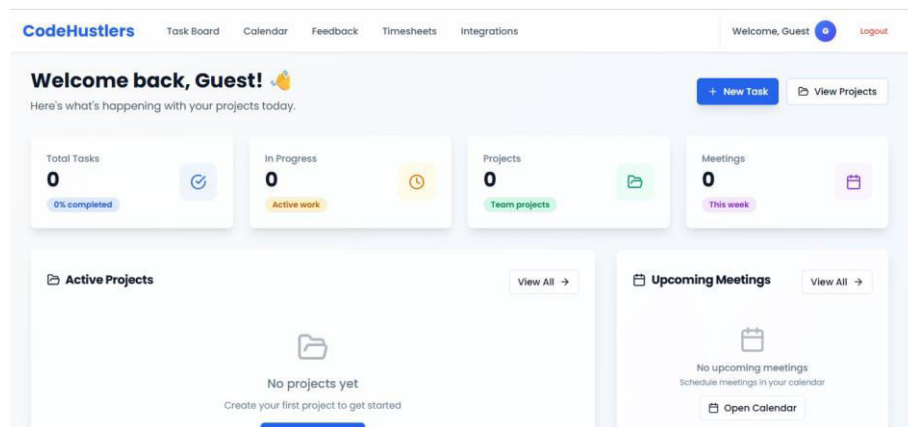 CodeHustlers Task Board Calendar Feedback Timesheets Integrations Welcome, Guest G Logout
Welcome back, Guest! 👋
Here's what's happening with your projects today.
+ New Task View Projects
Total Tasks
0
0% completed
In Progress
0
Active work
Projects
0
Team projects
Meetings
0
This week
Active Projects View All →
No projects yet
Create your first project to get started
Upcoming Meetings View All →
No upcoming meetings
Schedule meetings in your calendar
Open Calendar